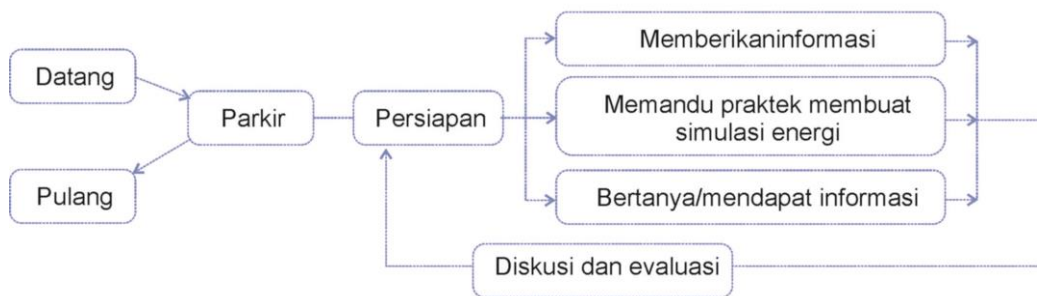 Datang
Parkir
Pulang
Persiapan
Memberikaninformasi
Memandu praktek membuat
simulasi energi
Bertanya/mendapat informasi
Diskusi dan evaluasi